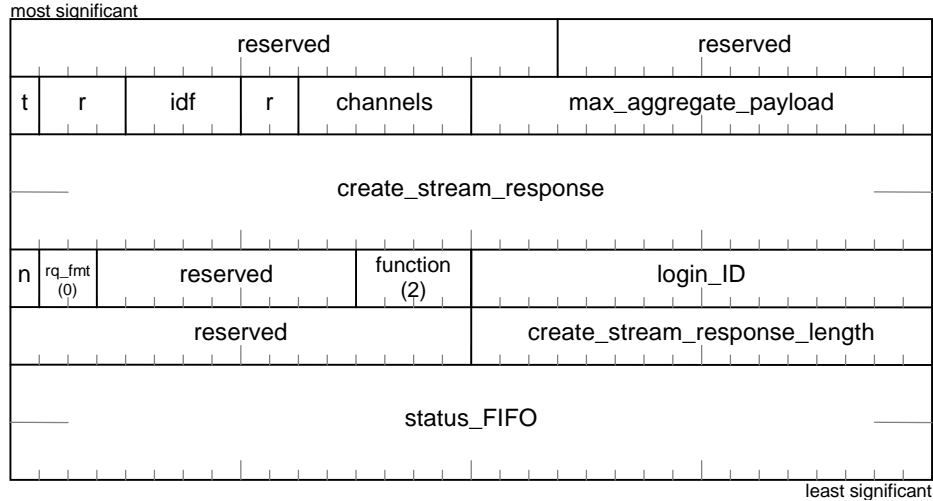 most significant
reserved reserved
t r idf r channels max_aggregate_payload
create_stream_response
n rq_fmt (0) reserved function (2) login_ID
reserved create_stream_response_length
status_FIFO
least significant